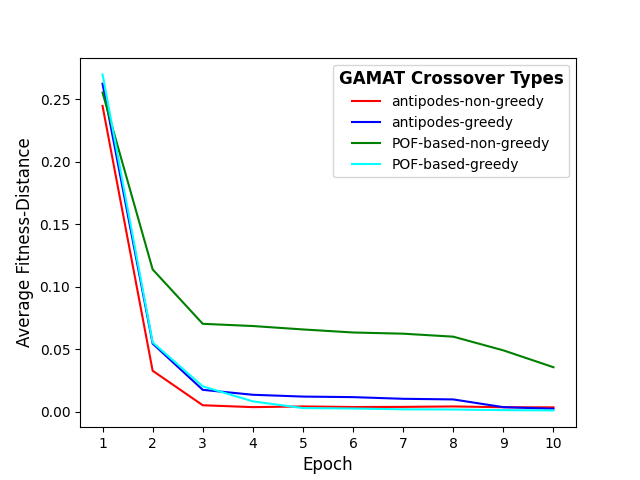 GAMAT Crossover Types
antipodes-non-greedy
antipodes-greedy
POF-based-non-greedy
POF-based-greedy
Average Fitness-Distance
0.25
0.20
0.15
0.10
0.05
0.00
1 2 3 4 5 6 7 8 9 10
Epoch